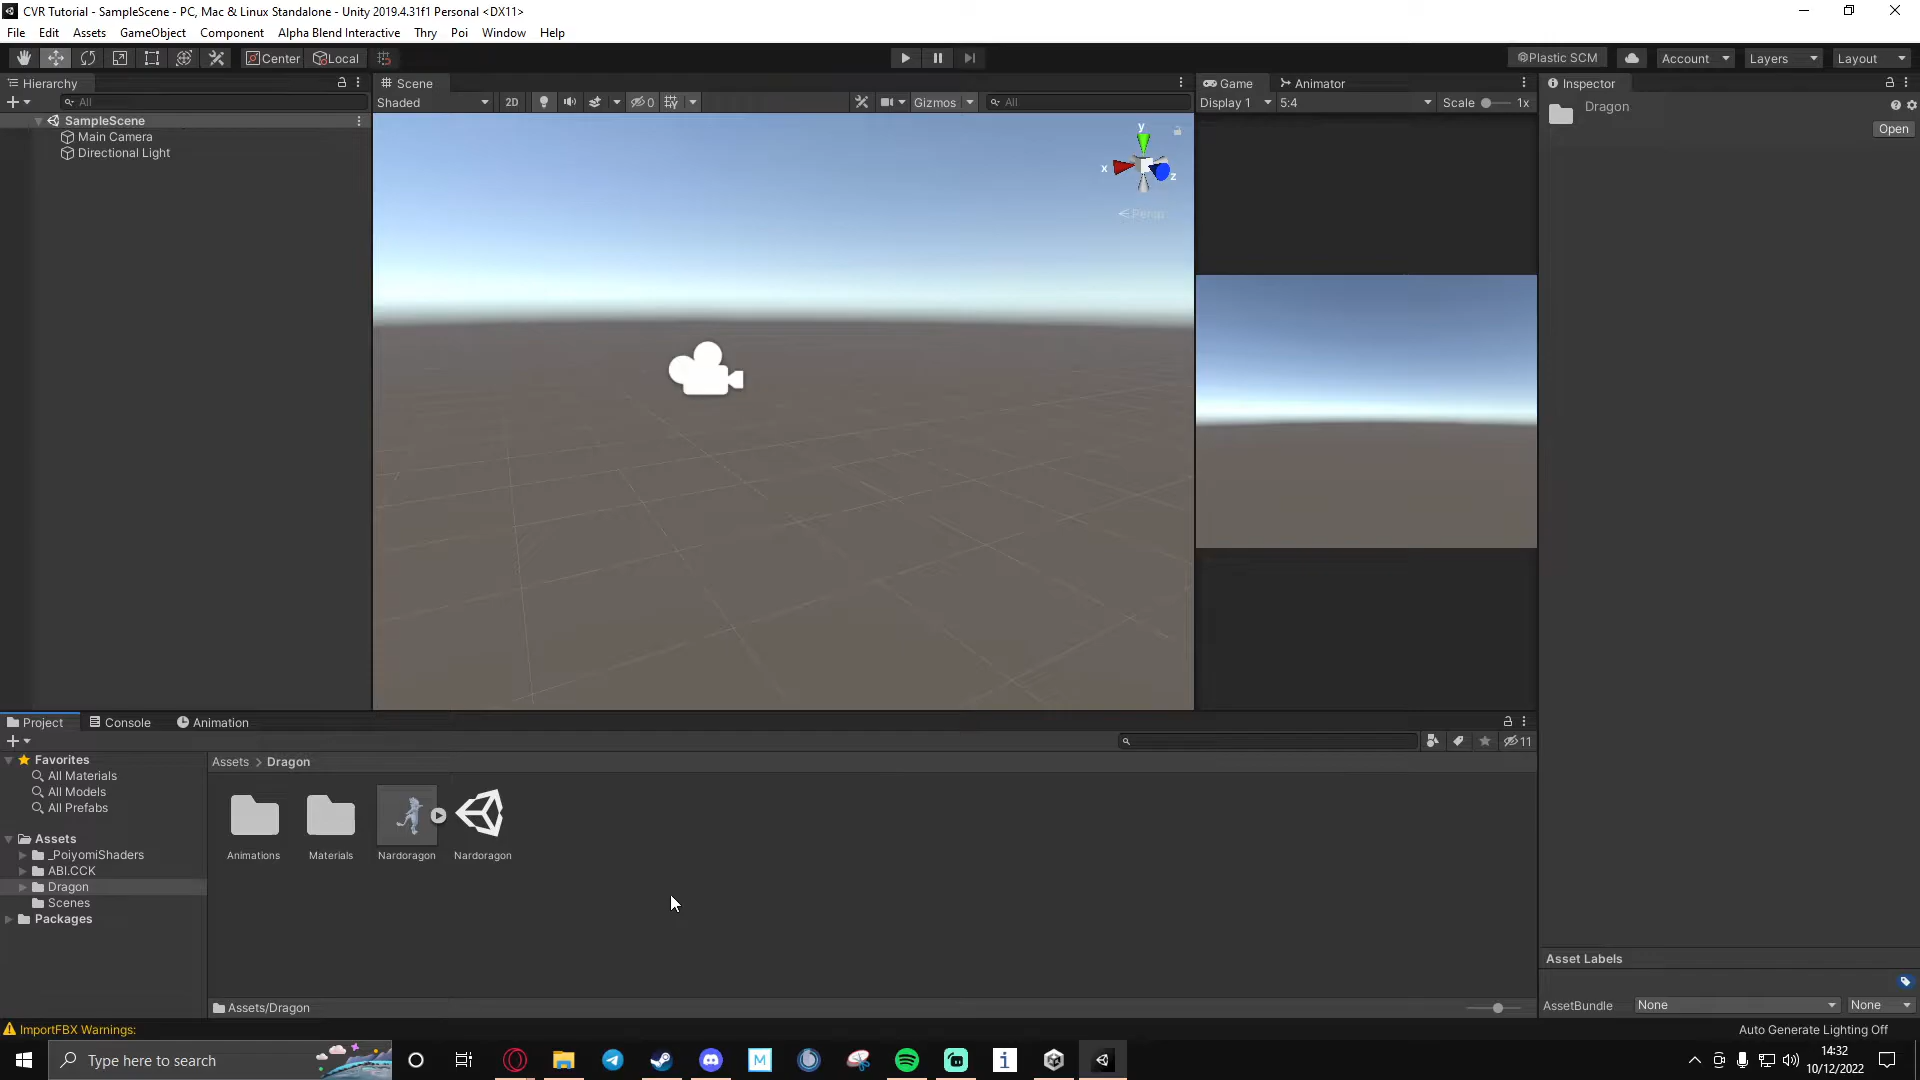 CVR Tutorial - SampleScene - PC, Mac & Linux Standalone - Unity 2019.4.31f1 Personal <DX11>
File Edit Assets GameObject Component Alpha Blend Interactive Thry Poi Window Help
Center Local Plastic SCM Account Layers Layout
Hierarchy
All
SampleScene
Main Camera
Directional Light
Scene
Shaded 2D 0 Gizmos All
y
x
z
Persp
Game Animator
Display 1 5:4 Scale 1x
Inspector
Dragon
Open
Project Console Animation
11
Favorites
All Materials
All Models
All Prefabs
Assets
_PoiyomiShaders
ABI.CCK
Dragon
Scenes
Packages
Assets > Dragon
Animations Materials Nardoragon Nardoragon
Assets/Dragon
Asset Labels
AssetBundle None None
ImportFBX Warnings:
Auto Generate Lighting Off
Type here to search
14:32
10/12/2022